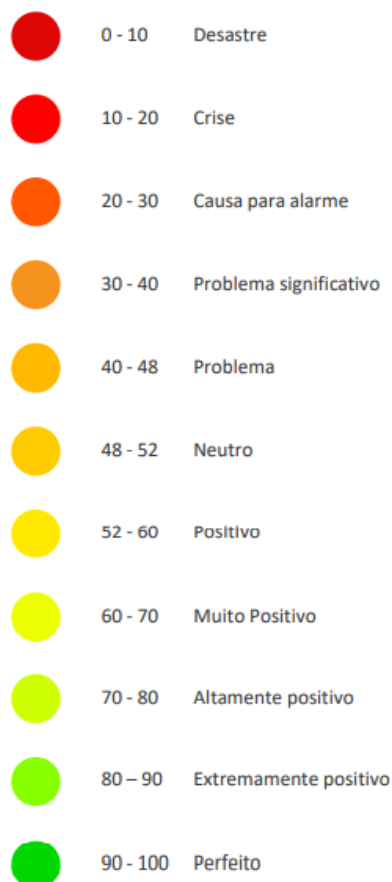 0 - 10 Desastre
10 - 20 Crise
20 - 30 Causa para alarme
30 - 40 Problema significativo
40 - 48 Problema
48 - 52 Neutro
52 - 60 Positivo
60 - 70 Muito Positivo
70 - 80 Altamente positivo
80 – 90 Extremamente positivo
90 - 100 Perfeito